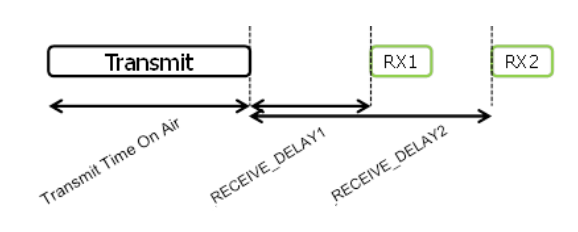 Transmit
RX1
RX2
Transmit Time On Air
RECEIVE_DELAY1
RECEIVE_DELAY2